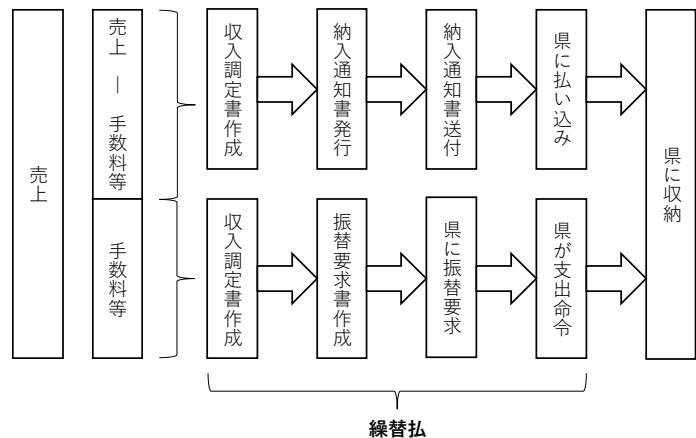 売上
売上 ― 手数料等
収入調定書作成
納入通知書発行
納入通知書送付
県に払い込み
手数料等
収入調定書作成
振替要求書作成
県に振替要求
県が支出命令
県に収納
繰替払